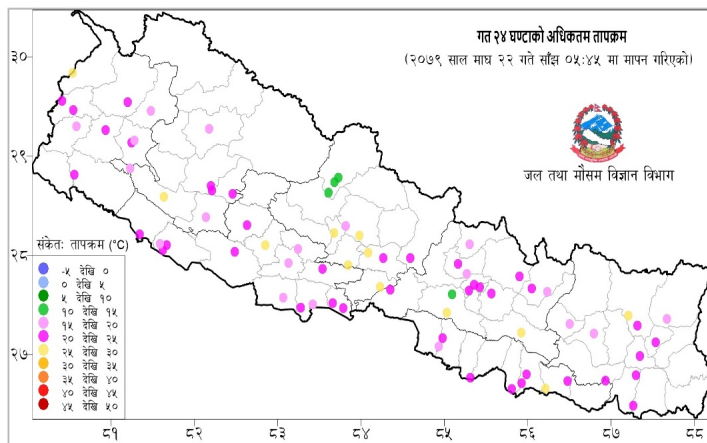 गत २४ घण्टाको अधिकतम तापक्रम
(२०७९ साल माघ २२ गते साँझ ०५:४५ मा मापन गरिएको)
जल तथा मौसम विज्ञान विभाग
३०
२९
२८
२७
संकेत: तापक्रम (°C)
-५ देखि ०
० देखि ५
५ देखि १०
१० देखि १५
१५ देखि २०
२० देखि २५
२५ देखि ३०
३० देखि ३५
३५ देखि ४०
४० देखि ४५
४५ देखि ५०
८१ ८२ ८३ ८४ ८५ ८६ ८७ ८८